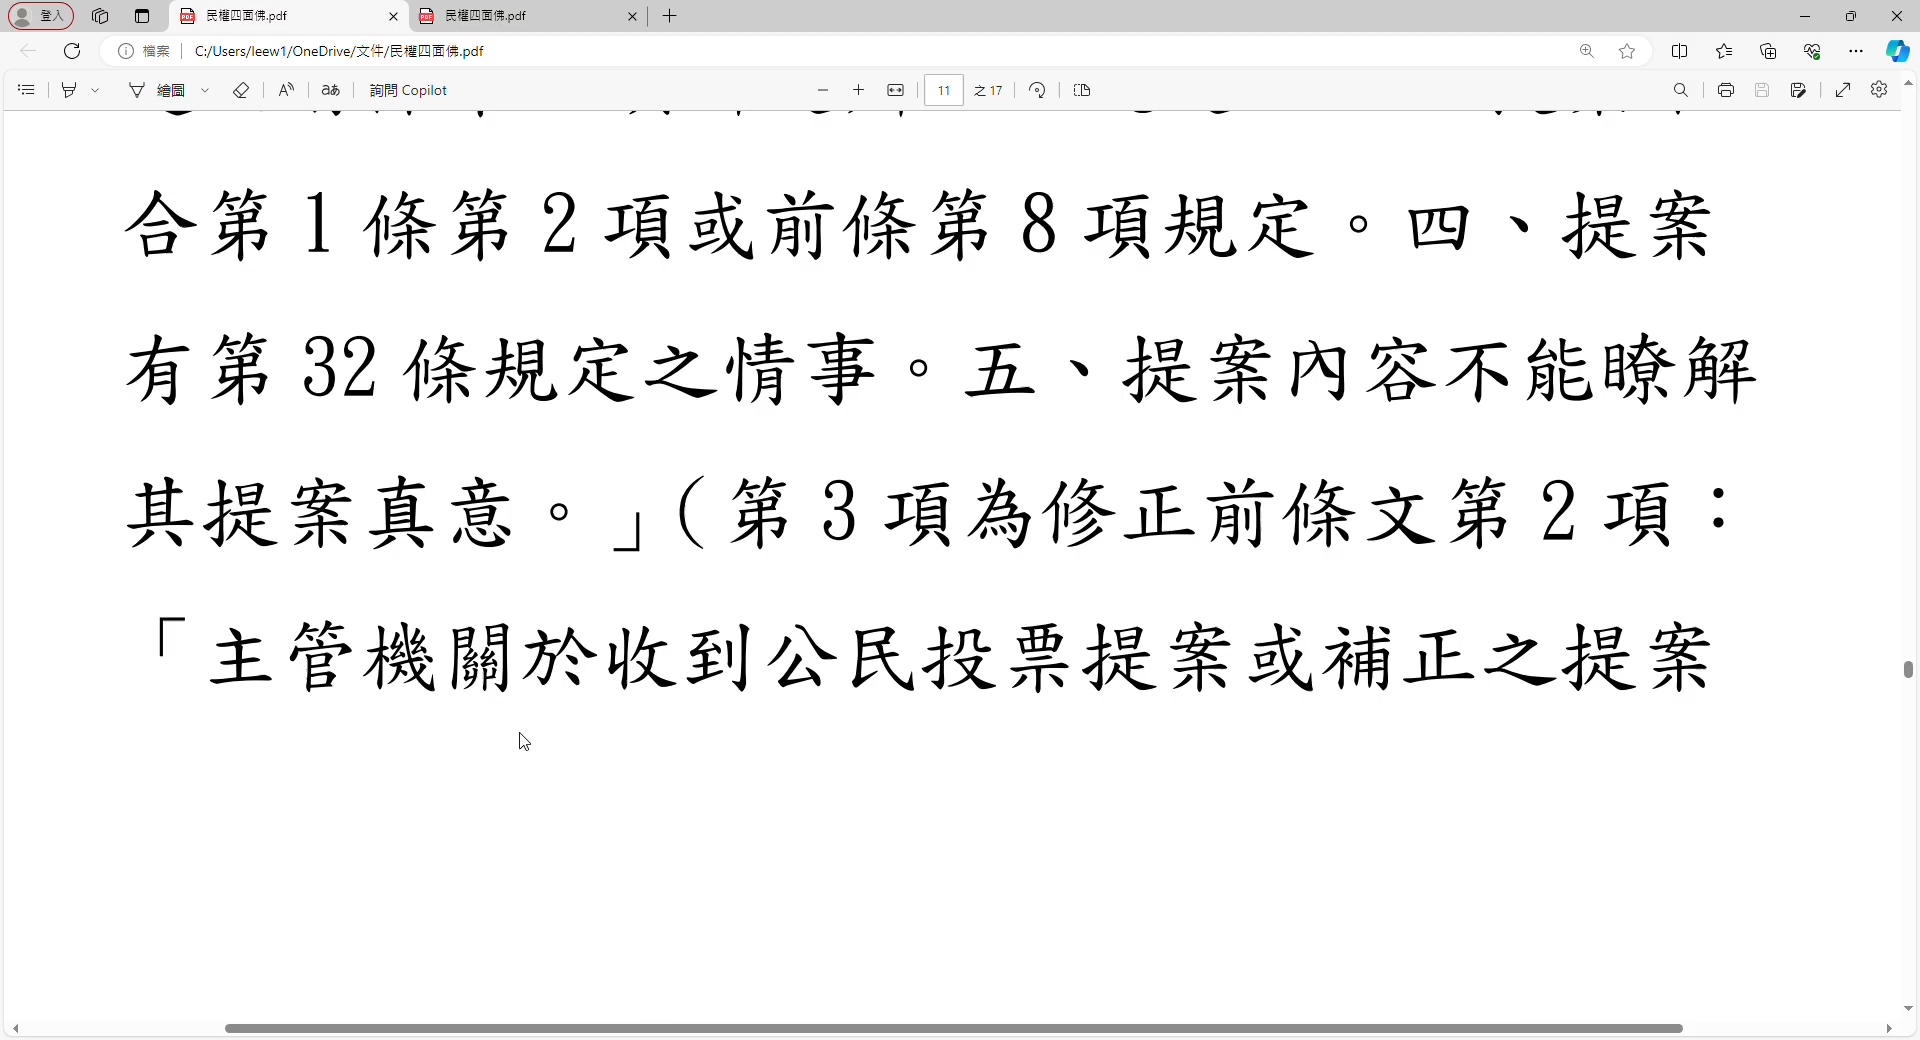 登入
民權四面佛.pdf
民權四面佛.pdf
檔案
C:/Users/leew1/OneDrive/文件/民權四面佛.pdf
繪圖
A
aあ
詢問 Copilot
11
之 17
合第 1 條第 2 項或前條第 8 項規定。四、提案
有第 32 條規定之情事。五、提案內容不能瞭解
其提案真意。」(第 3 項為修正前條文第 2 項：
「主管機關於收到公民投票提案或補正之提案